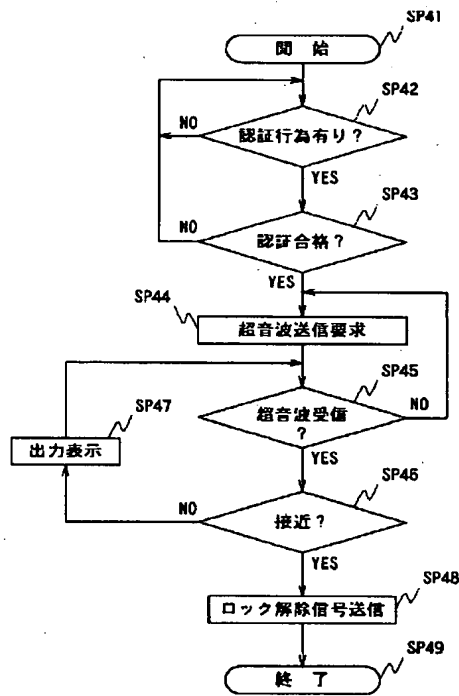 SP41
開始
SP42
NO
認証行為有り?
YES
SP43
NO
認証合格?
YES
SP44
超音波送信要求
SP45
SP47
超音波受信
?
NO
出力表示
YES
SP46
NO
接近?
YES
SP48
ロック解除信号送信
SP49
終了